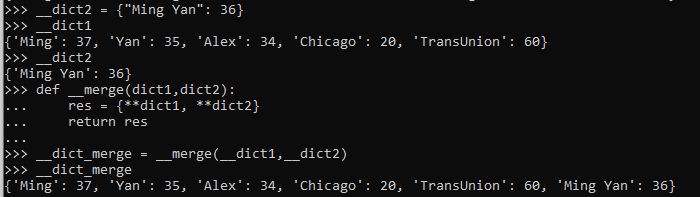 >>> __dict2 = {"Ming Yan": 36}
>>> __dict1
{'Ming': 37, 'Yan': 35, 'Alex': 34, 'Chicago': 20, 'TransUnion': 60}
>>> __dict2
{'Ming Yan': 36}
>>> def __merge(dict1,dict2):
...     res = {**dict1, **dict2}
...     return res
...
>>> __dict_merge = __merge(__dict1,__dict2)
>>> __dict_merge
{'Ming': 37, 'Yan': 35, 'Alex': 34, 'Chicago': 20, 'TransUnion': 60, 'Ming Yan': 36}